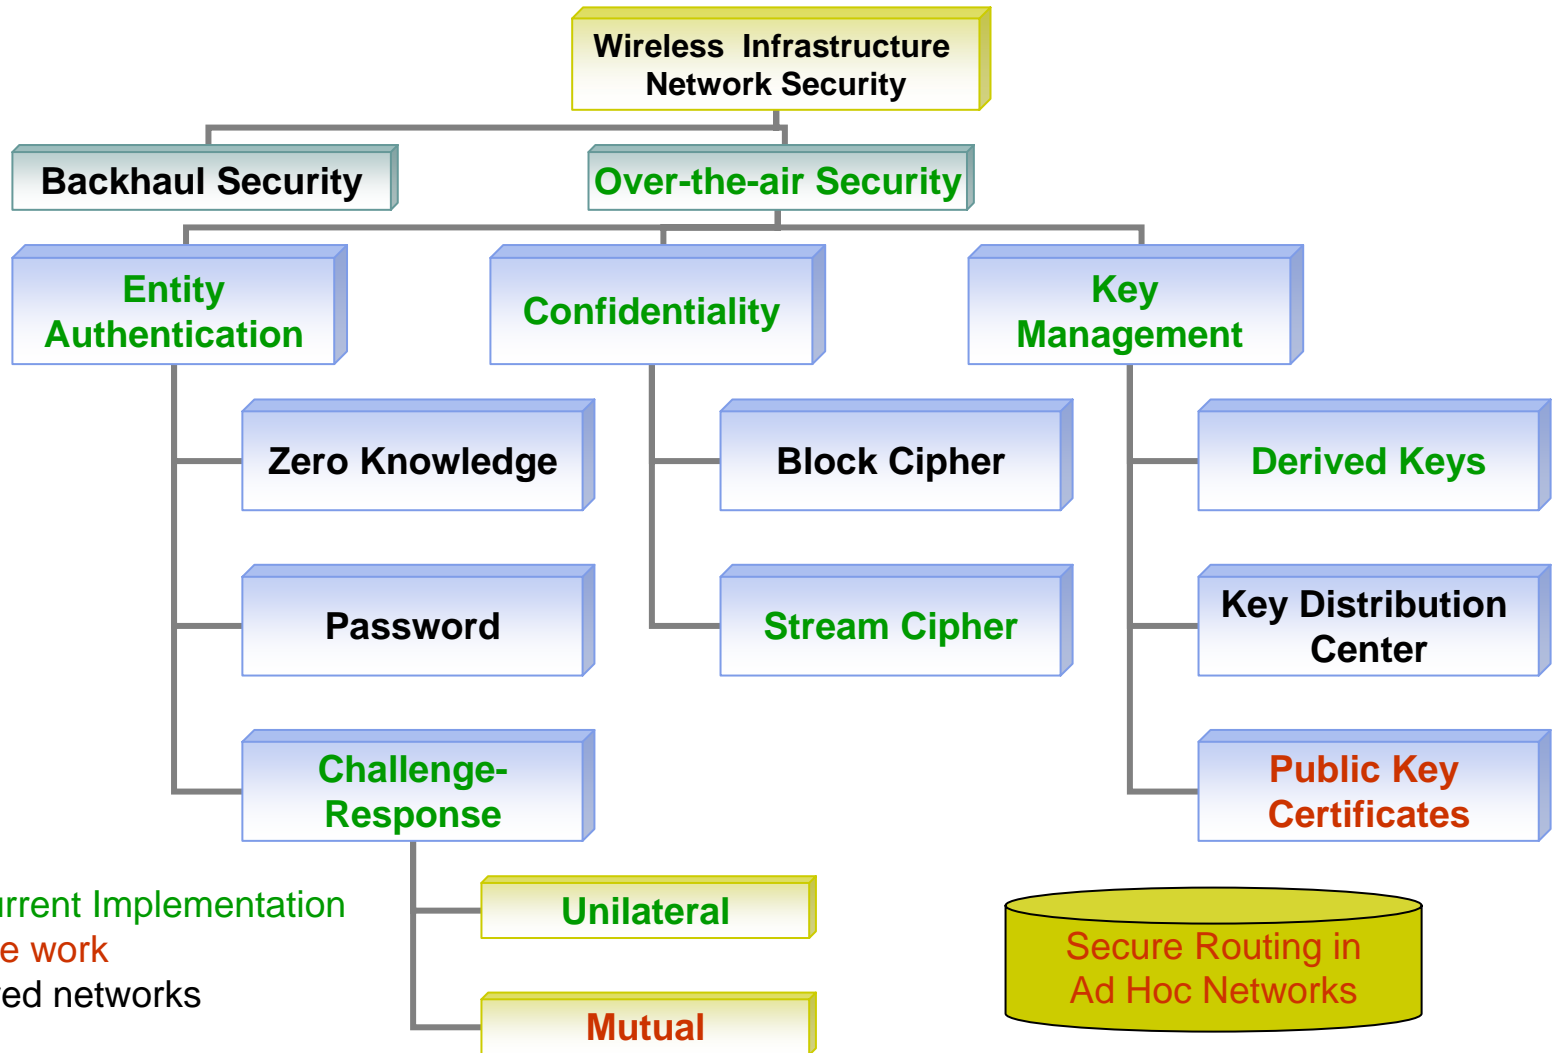 Wireless Infrastructure
Network Security
Backhaul Security
Over-the-air Security
Entity
Authentication
Confidentiality
Key
Management
Zero Knowledge
Block Cipher
Derived Keys
Password
Stream Cipher
Key Distribution
Center
Challenge-
Response
Public Key
Certificates
Implementation
work
networks
Unilateral
Mutual
Secure Routing in
Ad Hoc Networks